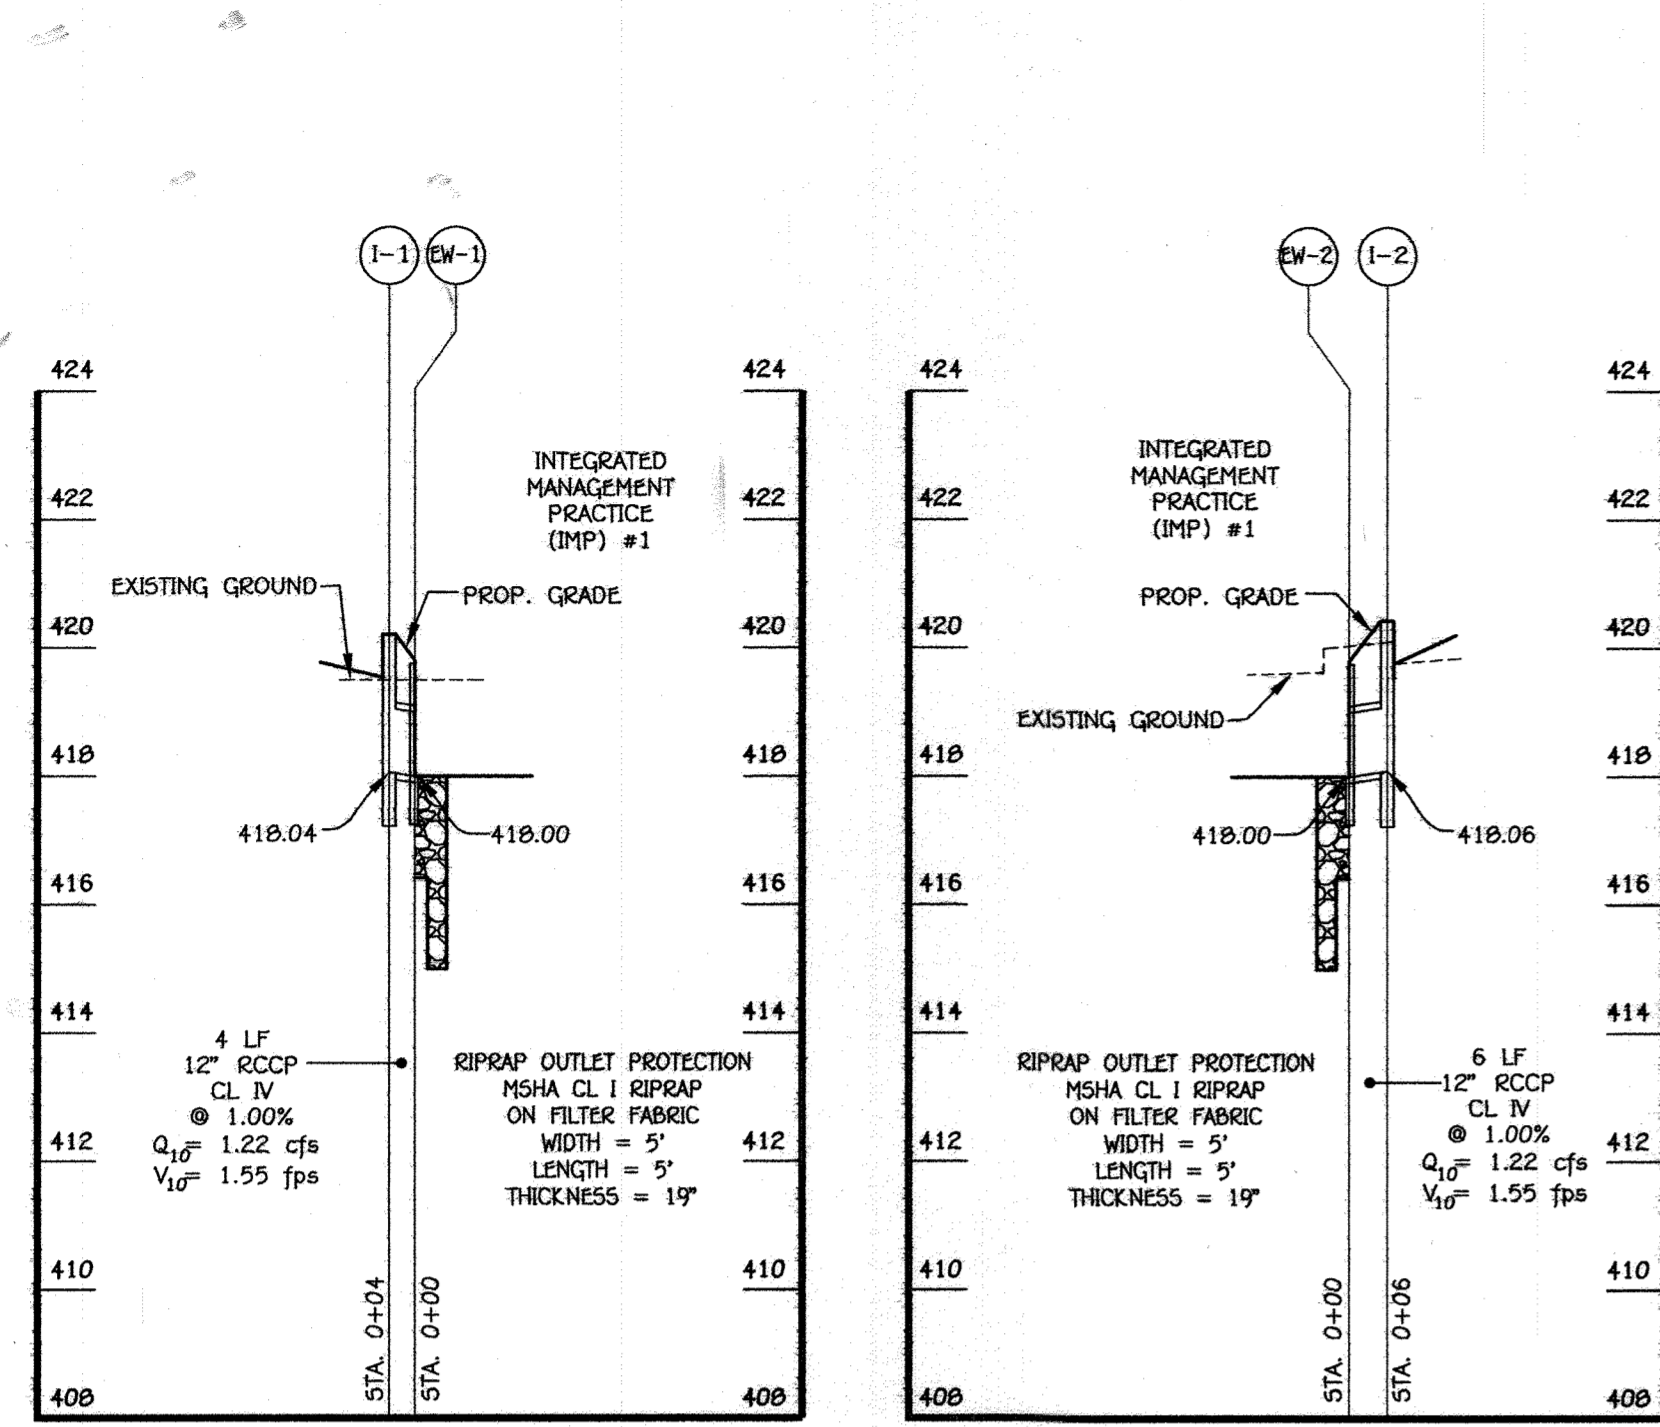 I-1
EW-1
424
424
INTEGRATED
MANAGEMENT
PRACTICE
(IMP) #1
422
422
EXISTING GROUND
PROP. GRADE
420
420
418
418
418.04
418.00
416
416
414
414
4 LF
12" RCCP
CL IV
@ 1.00%
Q10= 1.22 cfs
V10= 1.55 fps
RIPRAP OUTLET PROTECTION
MSHA CL I RIPRAP
ON FILTER FABRIC
WIDTH = 5'
LENGTH = 5'
THICKNESS = 19"
412
412
410
410
STA. 0+04
STA. 0+00
408
408
EW-2
I-2
424
424
INTEGRATED
MANAGEMENT
PRACTICE
(IMP) #1
422
422
PROP. GRADE
420
420
EXISTING GROUND
418
418
418.00
418.06
416
416
414
414
RIPRAP OUTLET PROTECTION
MSHA CL I RIPRAP
ON FILTER FABRIC
WIDTH = 5'
LENGTH = 5'
THICKNESS = 19"
6 LF
12" RCCP
CL IV
@ 1.00%
Q10= 1.22 cfs
V10= 1.55 fps
412
412
410
410
STA. 0+00
STA. 0+06
408
408